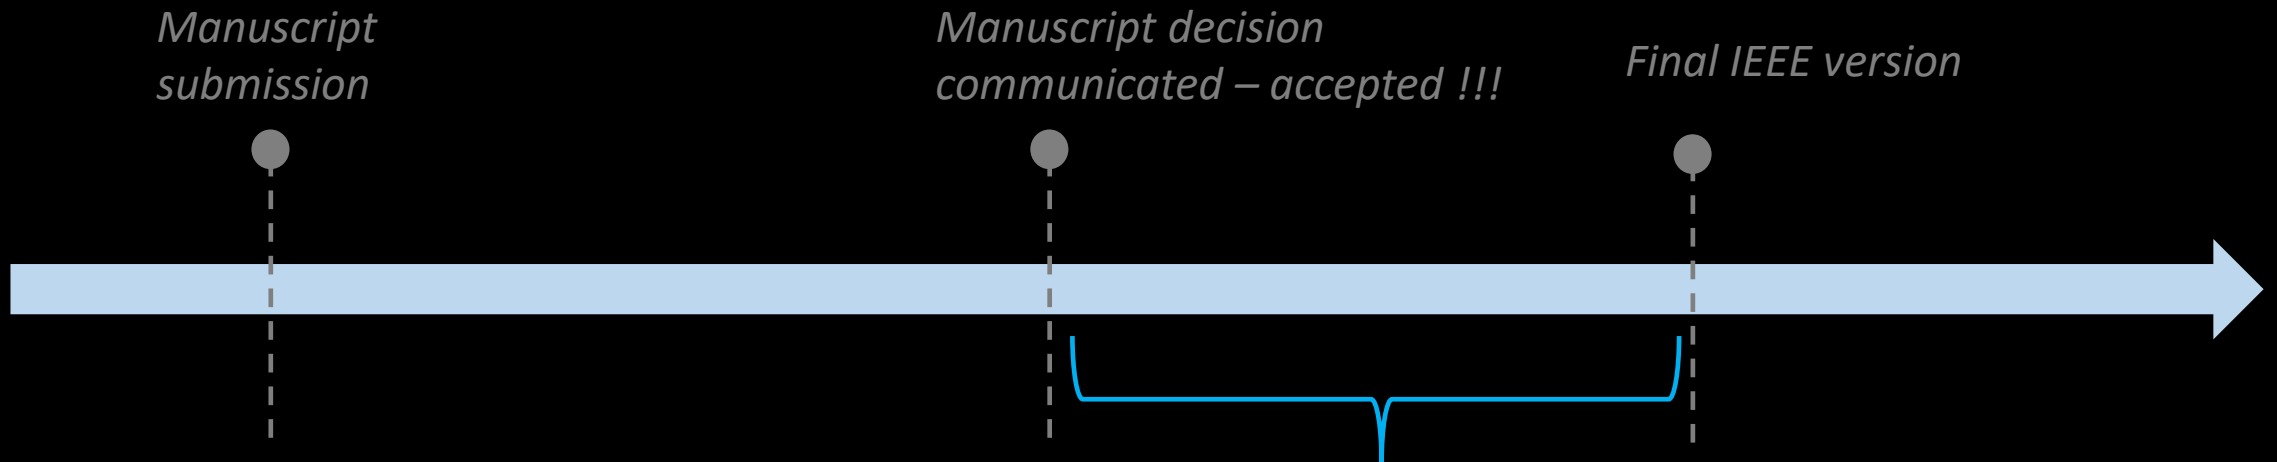 Manuscript
submission
Manuscript decision
communicated – accepted !!!
Final IEEE version